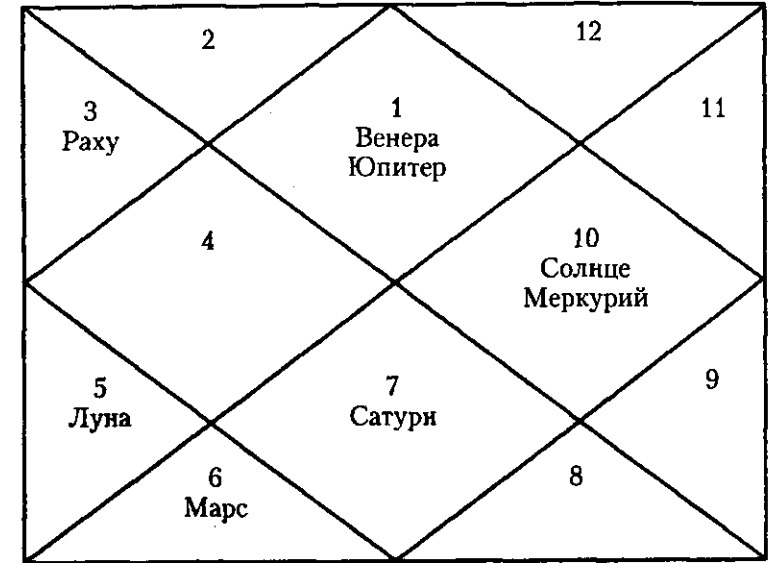 2
12
3
Раху
1
Венера
Юпитер
11
4
10
Солнце
Меркурий
5
Луна
7
Сатурн
9
6
Марс
8